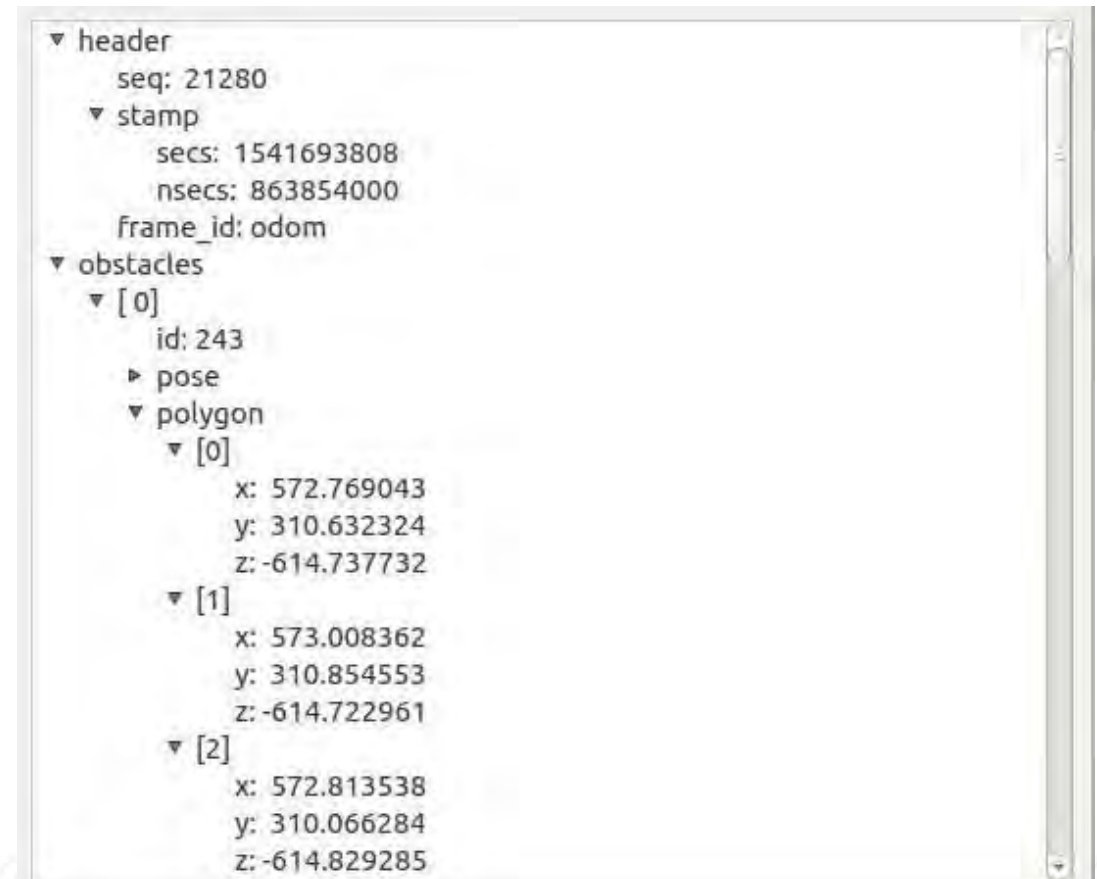 header
seq: 21280
stamp
secs: 1541693808
nsecs: 863854000
frame_id: odom
obstacles
[ 0]
id: 243
pose
polygon
[0]
x: 572.769043
y: 310.632324
z: -614.737732
[1]
x: 573.008362
y: 310.854553
z: -614.722961
[2]
x: 572.813538
y: 310.066284
z: -614.829285